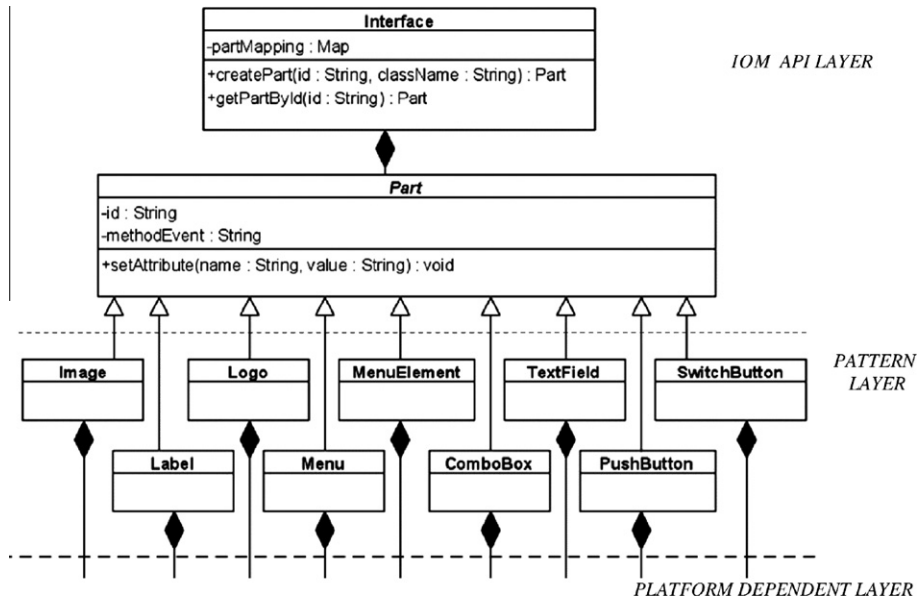 Interface
-partMapping : Map
+createPart(id : String, className : String) : Part
+getPartById(id : String) : Part
IOM API LAYER
Part
-id : String
-methodEvent : String
+setAttribute(name : String, value : String) : void
Image
Logo
MenuElement
TextField
SwitchButton
PATTERN
LAYER
Label
Menu
ComboBox
PushButton
PLATFORM DEPENDENT LAYER